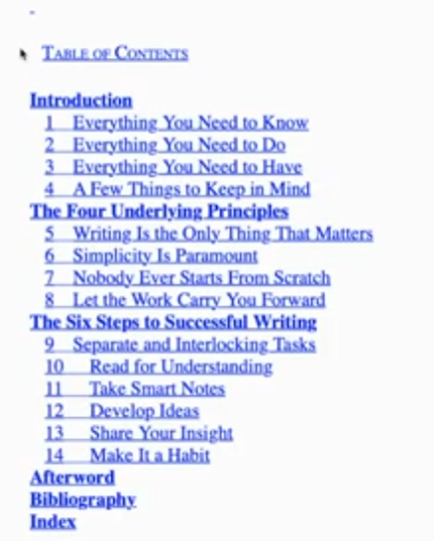 TABLE OF CONTENTS
Introduction
1 Everything You Need to Know
2 Everything You Need to Do
3 Everything You Need to Have
4 A Few Things to Keep in Mind
The Four Underlying Principles
5 Writing Is the Only Thing That Matters
6 Simplicity Is Paramount
7 Nobody Ever Starts From Scratch
8 Let the Work Carry You Forward
The Six Steps to Successful Writing
9 Separate and Interlocking Tasks
10 Read for Understanding
11 Take Smart Notes
12 Develop Ideas
13 Share Your Insight
14 Make It a Habit
Afterword
Bibliography
Index